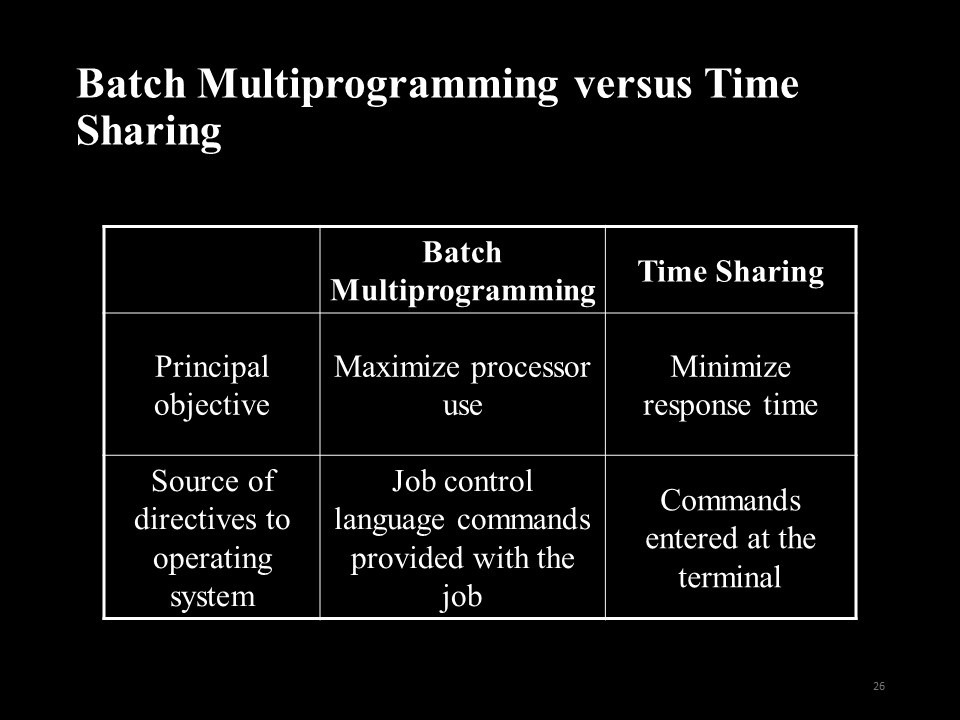 Batch Multiprogramming versus Time
Sharing
Batch
Multiprogramming
Time Sharing
Principal
objective
Maximize processor
use
Minimize
response time
Source of
directives to
operating
system
Job control
language commands
provided with the
job
Commands
entered at the
terminal
26